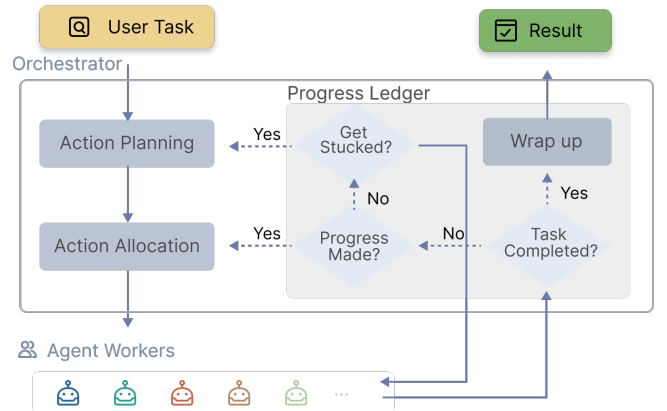 User Task
Result
Orchestrator
Progress Ledger
Action Planning
Yes
Get
Stucked?
Wrap up
No
Yes
Action Allocation
Yes
Progress
Made?
No
Task
Completed?
Agent Workers
...